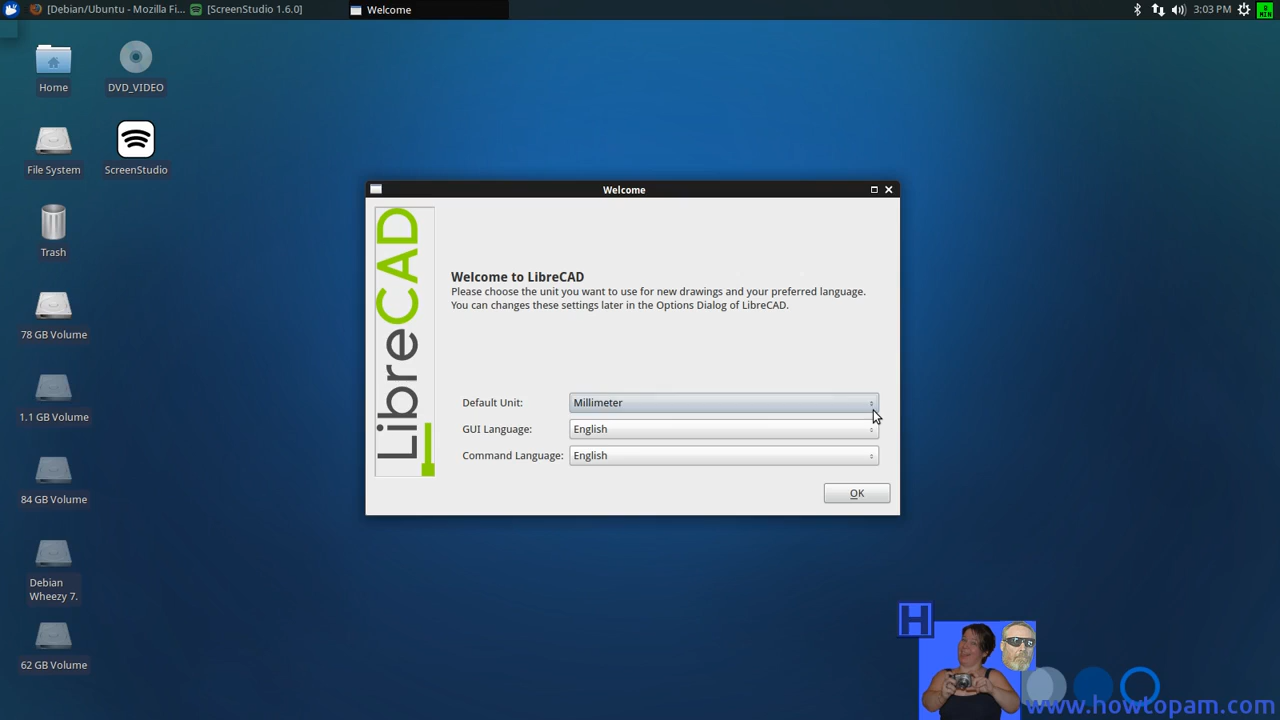 [Debian/Ubuntu - Mozilla Fi...
[ScreenStudio 1.6.0]
Welcome
3:03 PM
Home
DVD_VIDEO
File System
ScreenStudio
Trash
78 GB Volume
1.1 GB Volume
84 GB Volume
Debian
Wheezy 7.
62 GB Volume
Welcome
LibreCAD
Welcome to LibreCAD
Please choose the unit you want to use for new drawings and your preferred language.
You can changes these settings later in the Options Dialog of LibreCAD.
Default Unit: Millimeter
GUI Language: English
Command Language: English
OK
H
www.howtopam.com